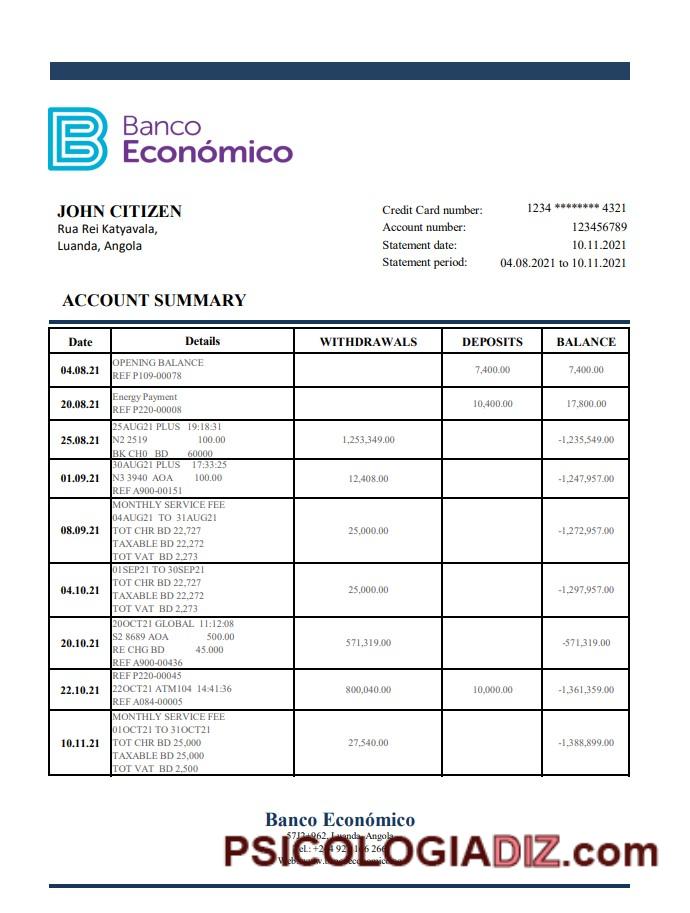 Banco
Económico
JOHN CITIZEN
Rua Rei Katyavala,
Luanda, Angola
Credit Card number: 1234 ******** 4321
Account number: 123456789
Statement date: 10.11.2021
Statement period: 04.08.2021 to 10.11.2021
ACCOUNT SUMMARY
Date Details WITHDRAWALS DEPOSITS BALANCE
04.08.21 OPENING BALANCE 7,400.00 7,400.00
REF P109-00078
20.08.21 Energy Payment 10,400.00 17,800.00
REF P220-00008
25AUG21 PLUS 19:18:31
25.08.21 N2 2519 100.00 1,253,349.00 -1,235,549.00
BK CH0 BD 60000
30AUG21 PLUS 17:33:25
01.09.21 N3 3940 AOA 100.00 12,408.00 -1,247,957.00
REF A900-00151
MONTHLY SERVICE FEE
04AUG21 TO 31AUG21
08.09.21 TOT CHR BD 22,727 25,000.00 -1,272,957.00
TAXABLE BD 22,272
TOT VAT BD 2,273
01SEP21 TO 30SEP21
04.10.21 TOT CHR BD 22,727 25,000.00 -1,297,957.00
TAXABLE BD 22,272
TOT VAT BD 2,273
20OCT21 GLOBAL 11:12:08
20.10.21 S2 8689 AOA 500.00 571,319.00 -571,319.00
RE CHG BD 45.000
REF A900-00436
REF P220-00045
22.10.21 22OCT21 ATM104 14:41:36 800,040.00 10,000.00 -1,361,359.00
REF A084-00005
MONTHLY SERVICE FEE
01OCT21 TO 31OCT21
10.11.21 TOT CHR BD 25,000 27,540.00 -1,388,899.00
TAXABLE BD 25,000
TOT VAT BD 2,500
Banco Económico
Luanda, Angola
PSICOLOGIADIZ.com